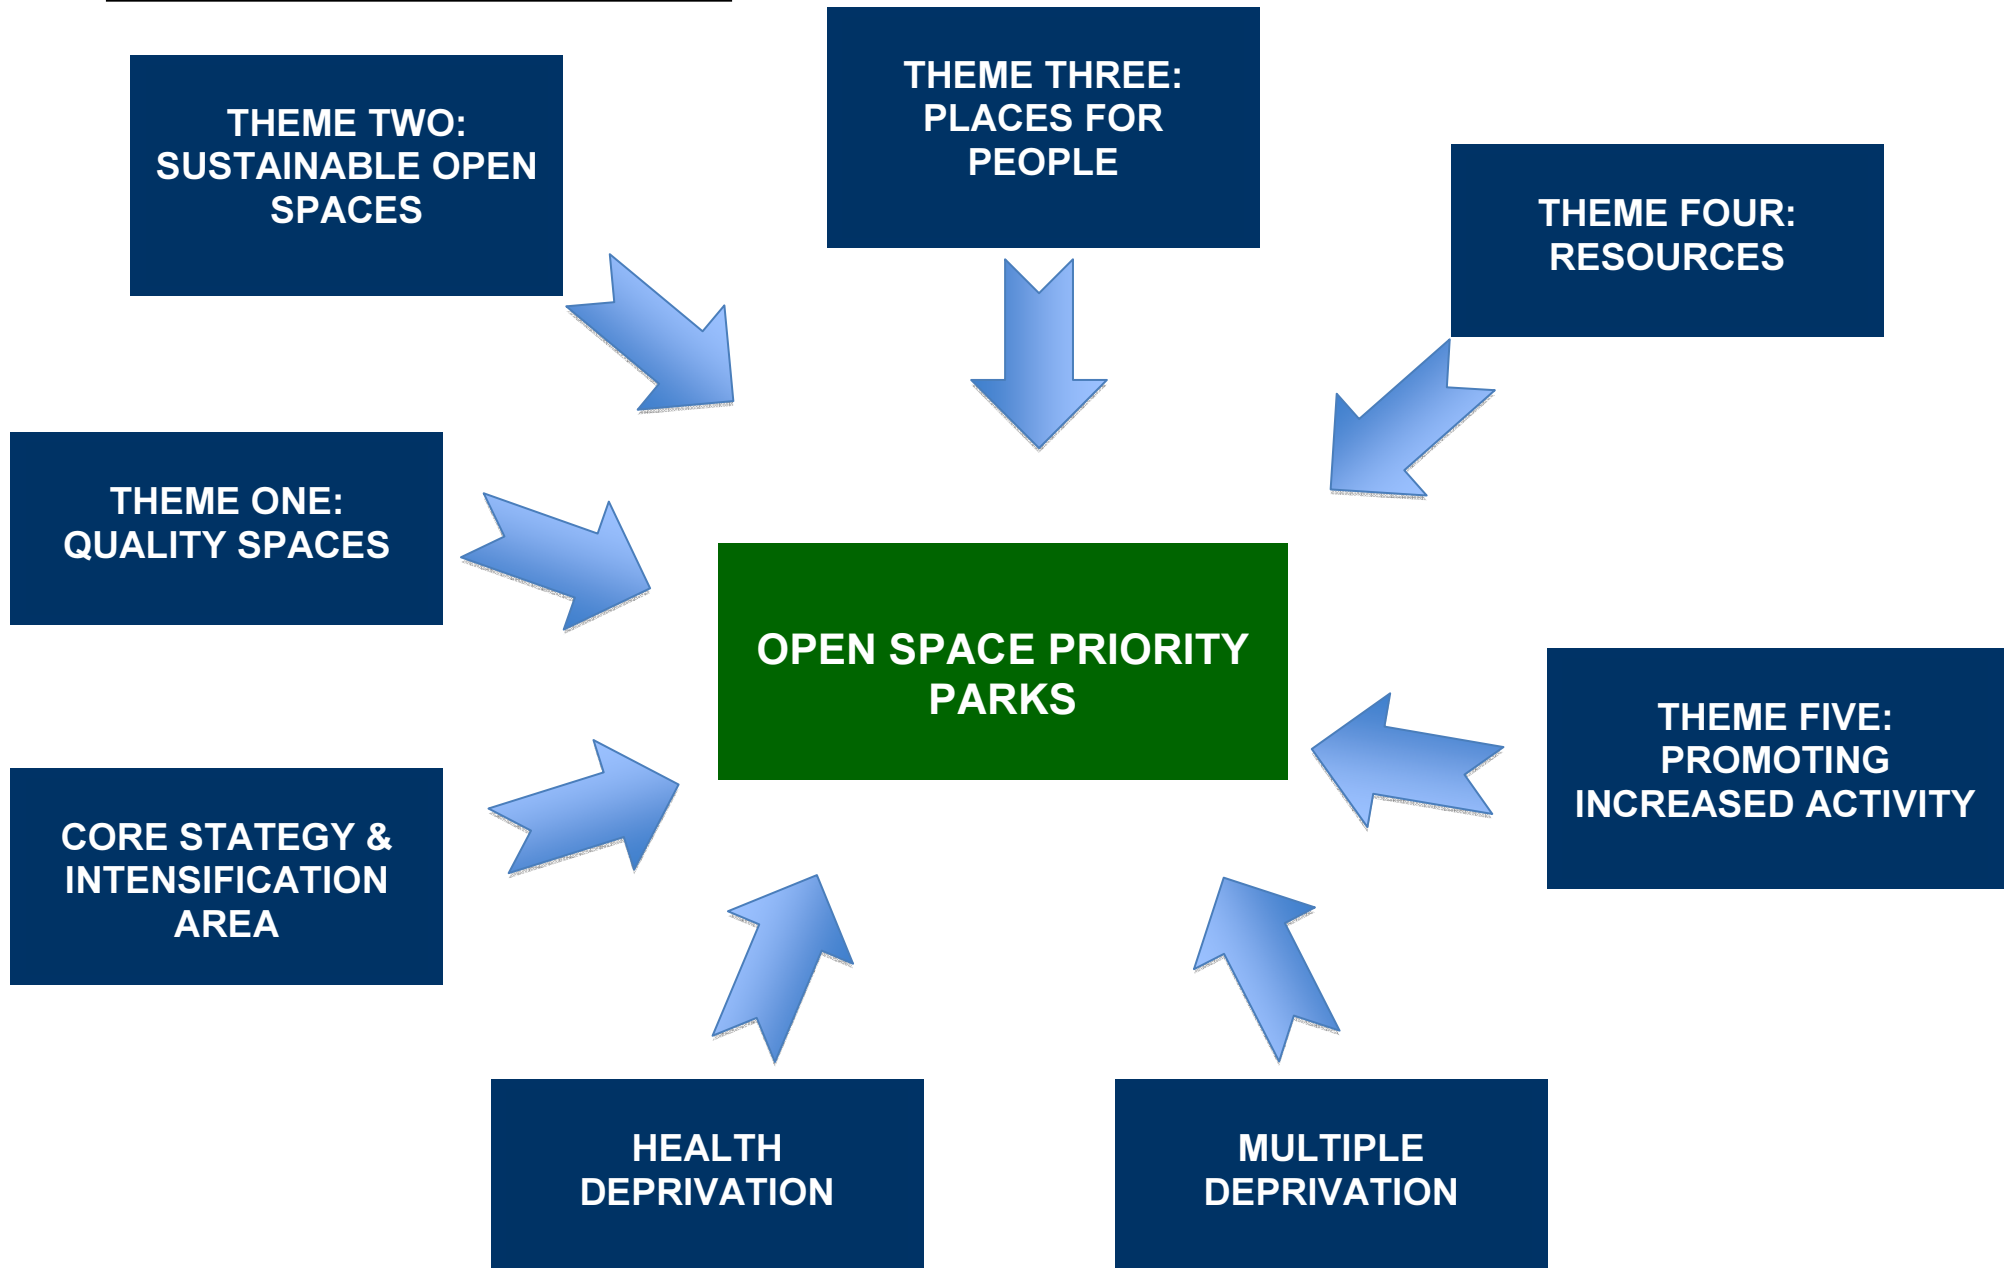 THEME THREE:
PLACES FOR
PEOPLE
THEME TWO:
SUSTAINABLE OPEN
SPACES
THEME FOUR:
RESOURCES
THEME ONE:
QUALITY SPACES
OPEN SPACE PRIORITY
PARKS
THEME FIVE:
PROMOTING
INCREASED ACTIVITY
CORE STATEGY &
INTENSIFICATION
AREA
HEALTH
DEPRIVATION
MULTIPLE
DEPRIVATION